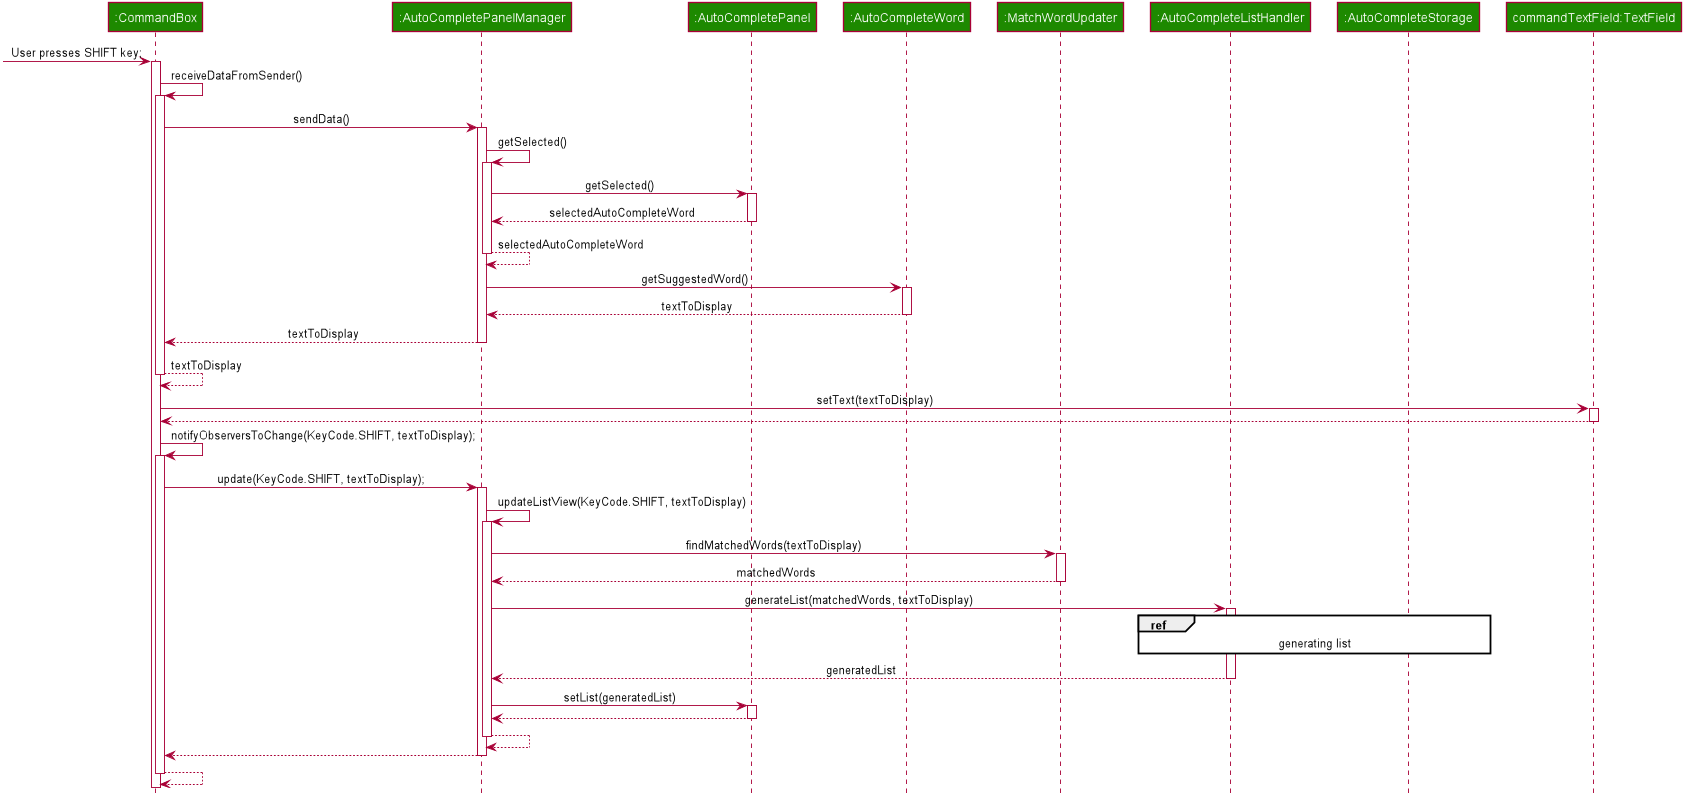 :CommandBox
:AutoCompletePanelManager
:AutoCompletePanel
:AutoCompleteWord
:MatchWordUpdater
:AutoCompleteListHandler
:AutoCompleteStorage
commandTextField:TextField
User presses SHIFT key;
receiveDataFromSender()
sendData()
getSelected()
getSelected()
selectedAutoCompleteWord
selectedAutoCompleteWord
getSuggestedWord()
textToDisplay
textToDisplay
textToDisplay
setText(textToDisplay)
notifyObserversToChange(KeyCode.SHIFT, textToDisplay);
update(KeyCode.SHIFT, textToDisplay);
updateListView(KeyCode.SHIFT, textToDisplay)
findMatchedWords(textToDisplay)
matchedWords
generateList(matchedWords, textToDisplay)
ref
generating list
generatedList
setList(generatedList)